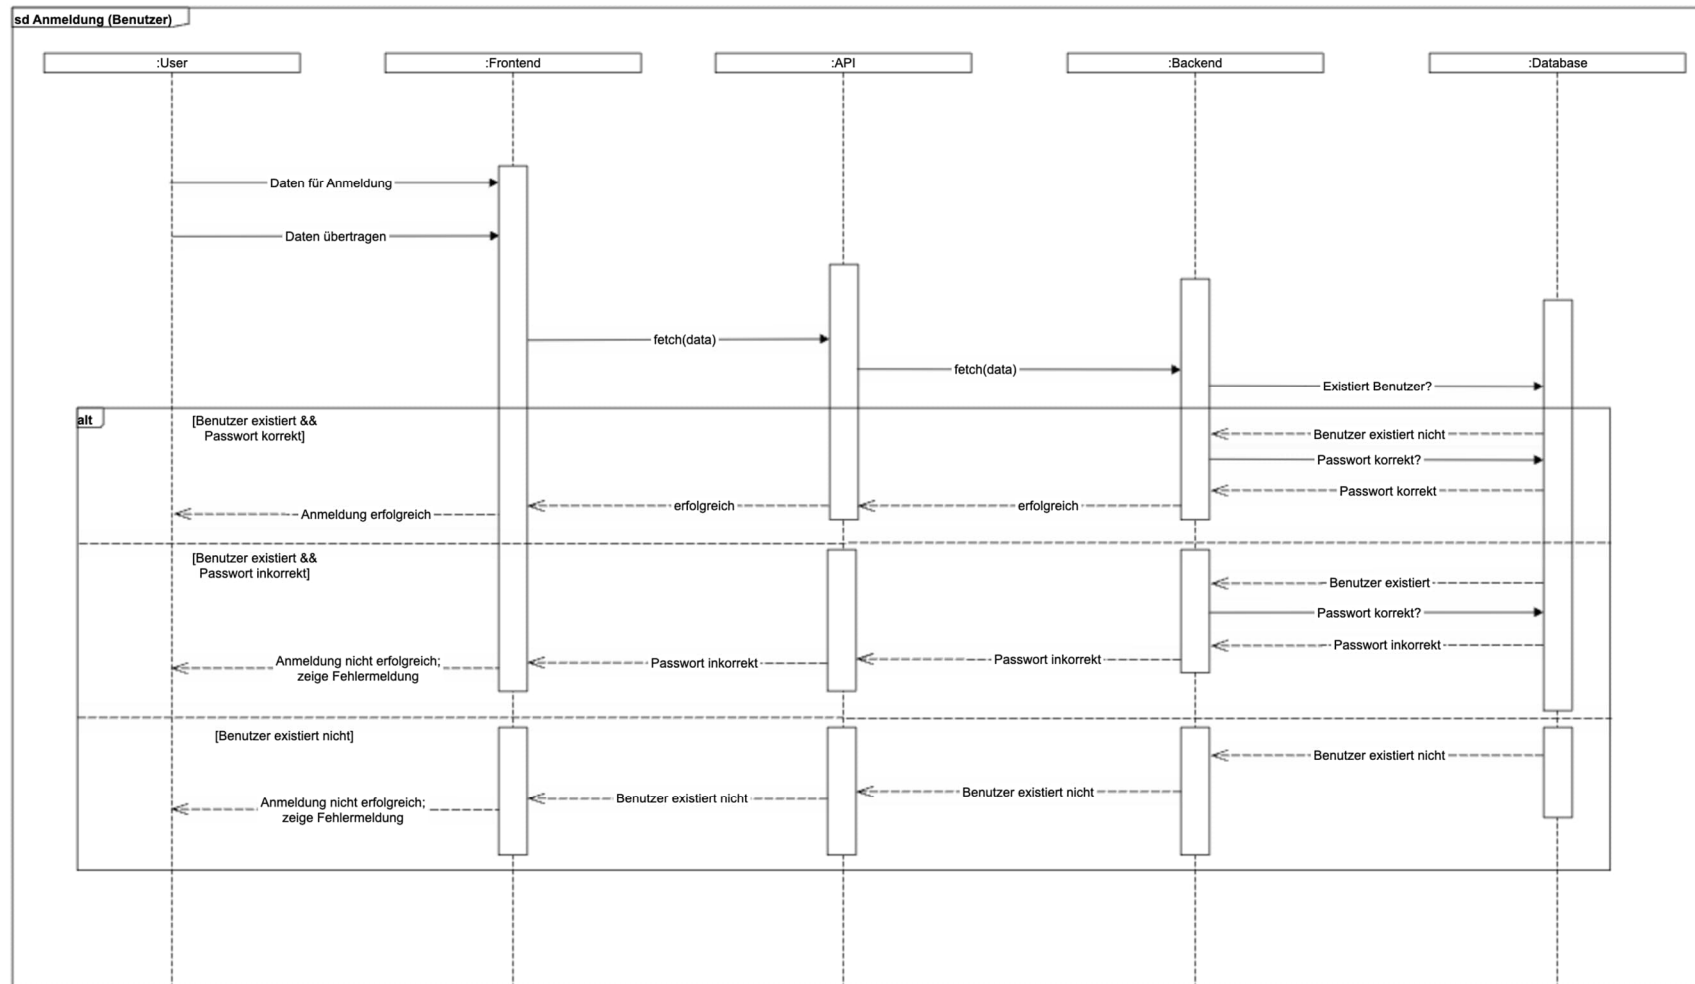 sd Anmeldung (Benutzer)
:User
:Frontend
:API
:Backend
:Database
Daten für Anmeldung
Daten übertragen
fetch(data)
fetch(data)
Existiert Benutzer?
alt
[Benutzer existiert &&
Passwort korrekt]
Benutzer existiert nicht
Passwort korrekt?
Passwort korrekt
erfolgreich
erfolgreich
Anmeldung erfolgreich
[Benutzer existiert &&
Passwort inkorrekt]
Benutzer existiert
Passwort korrekt?
Passwort inkorrekt
Passwort inkorrekt
Passwort inkorrekt
Anmeldung nicht erfolgreich;
zeige Fehlermeldung
[Benutzer existiert nicht]
Benutzer existiert nicht
Benutzer existiert nicht
Benutzer existiert nicht
Anmeldung nicht erfolgreich;
zeige Fehlermeldung